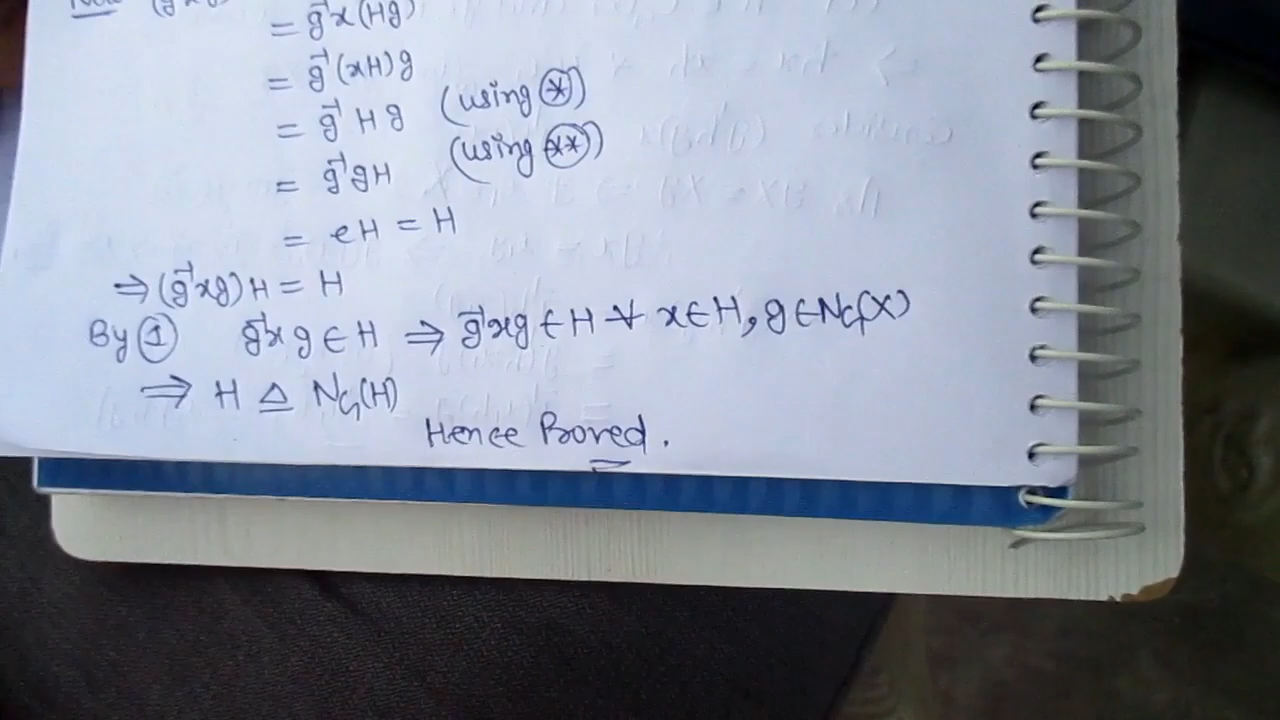 = g⁻¹x(Hg)
= g⁻¹(xH)g
= g⁻¹Hg (using ⊛)
= g⁻¹gH (using (**))
= eH = H
⇒ (g⁻¹xg)H = H
By ① g⁻¹xg ∈ H ⇒ g⁻¹xg ∈ H ∀ x ∈ H, g ∈ N_G(X)
⇒ H ⊴ N_G(H)
Hence Proved.